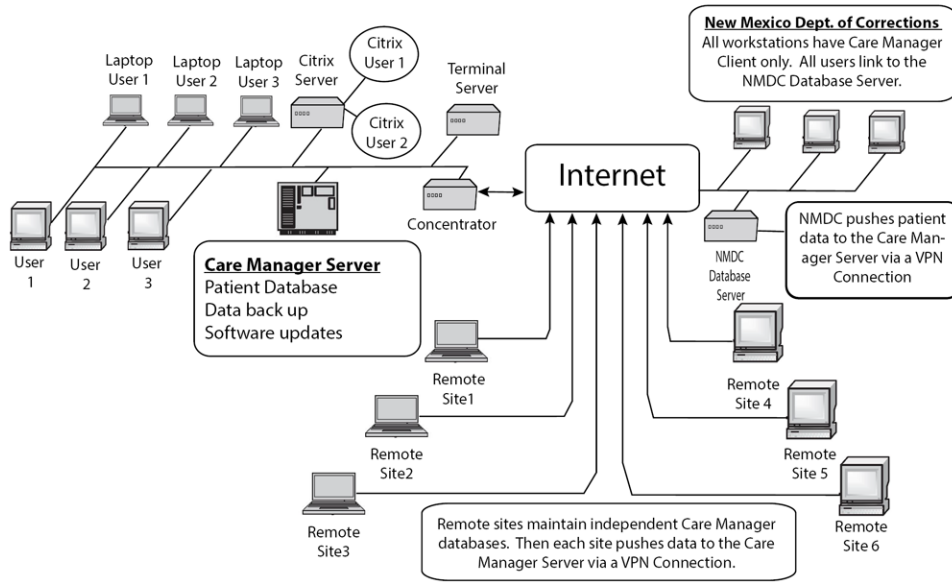 New Mexico Dept. of Corrections
All workstations have Care Manager
Client only.  All users link to the
NMDC Database Server.
Citrix
User 1
Laptop
User 1
Laptop
User 2
Laptop
User 3
Citrix
Server
Terminal
Server
Citrix
User 2
Internet
Concentrator
NMDC
Database
Server
NMDC pushes patient
data to the Care Man-
ager Server via a VPN
Connection
User
1
User
2
User
3
Care Manager Server
Patient Database
Data back up
Software updates
Remote
Site1
Remote
Site 4
Remote
Site2
Remote
Site 5
Remote
Site3
Remote
Site 6
Remote sites maintain independent Care Manager
databases.  Then each site pushes data to the Care
Manager Server via a VPN Connection.